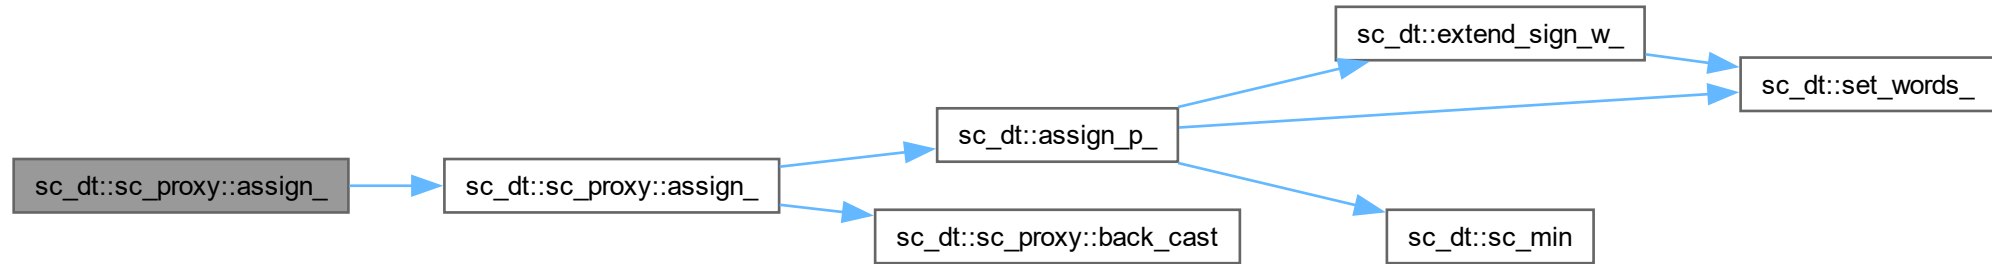 sc_dt::sc_proxy::assign_
sc_dt::sc_proxy::assign_
sc_dt::assign_p_
sc_dt::sc_proxy::back_cast
sc_dt::extend_sign_w_
sc_dt::sc_min
sc_dt::set_words_